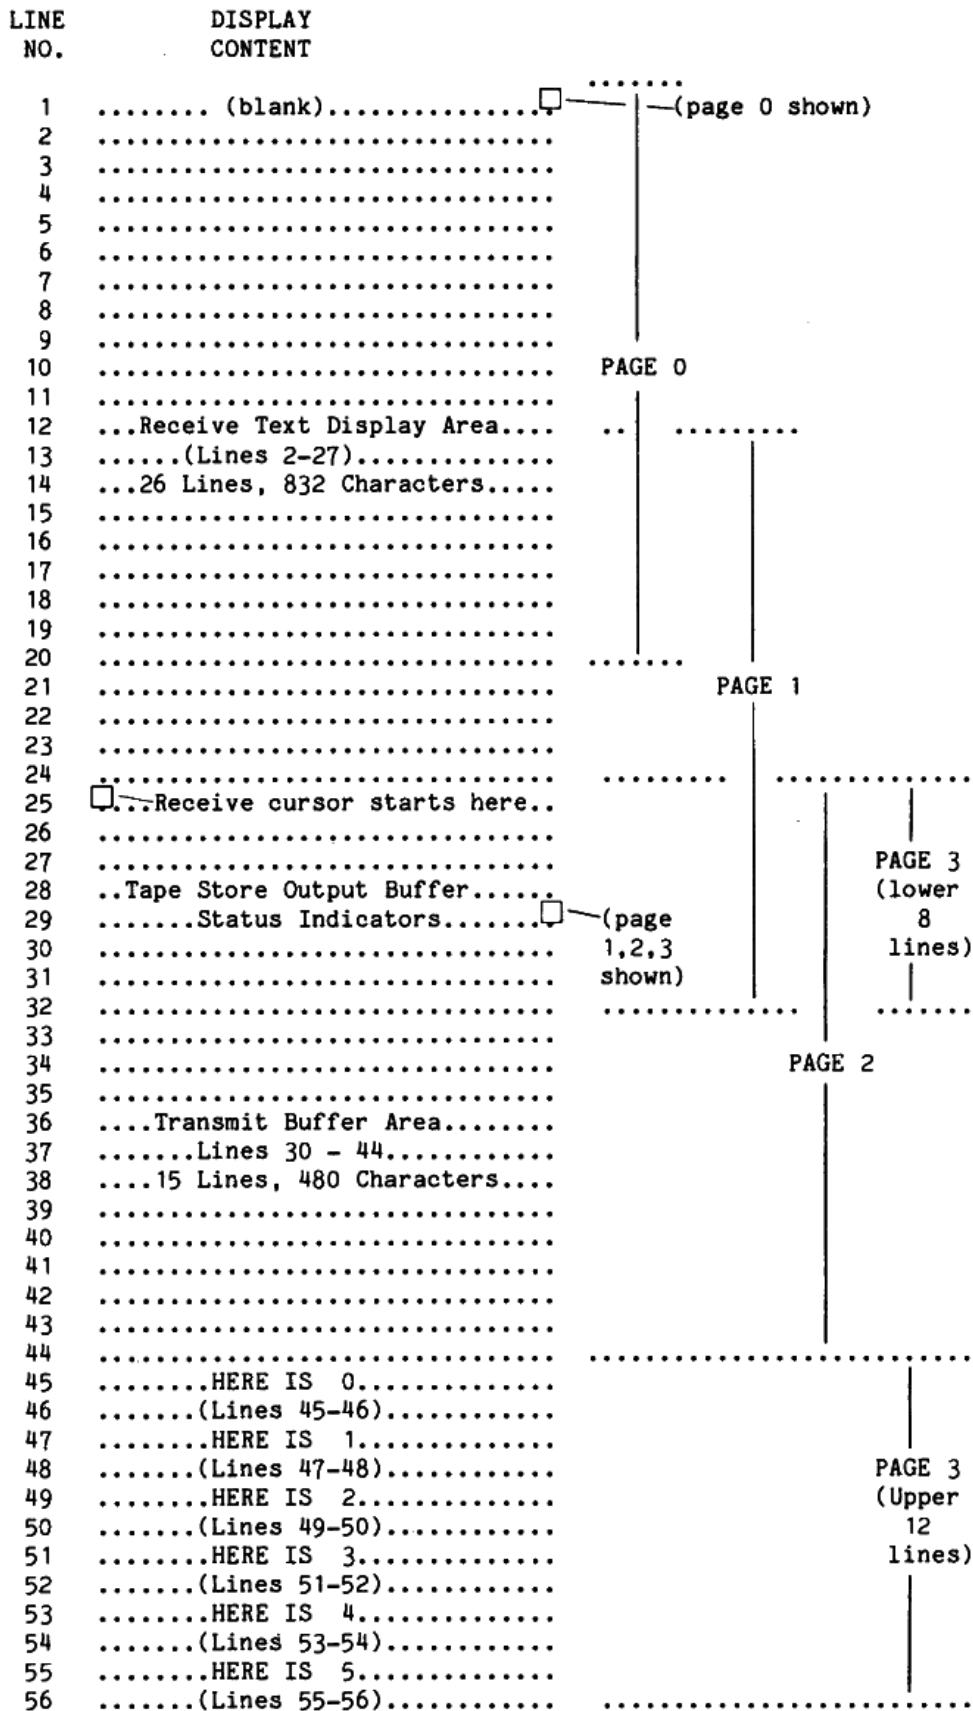 LINE DISPLAY
NO. CONTENT
.......
1 ........ (blank)................ (page 0 shown)
2 ................................
3 ................................
4 ................................
5 ................................
6 ................................
7 ................................
8 ................................
9 ................................
10 ................................ PAGE 0
11 ................................
12 ...Receive Text Display Area.... .. .........
13 ......(Lines 2-27)..............
14 ...26 Lines, 832 Characters.....
15 ................................
16 ................................
17 ................................
18 ................................
19 ................................
20 ................................ .......
21 ................................ PAGE 1
22 ................................
23 ................................
24 ................................ ......... ..............
25 ....Receive cursor starts here..
26 ................................
27 ................................ PAGE 3
28 ..Tape Store Output Buffer...... (lower
29 .......Status Indicators........ (page 8
30 ................................ 1,2,3 lines)
31 ................................ shown)
32 ................................ .............. .......
33 ................................
34 ................................ PAGE 2
35 ................................
36 ....Transmit Buffer Area........
37 .......Lines 30 - 44............
38 ....15 Lines, 480 Characters....
39 ................................
40 ................................
41 ................................
42 ................................
43 ................................
44 ................................ ...........................
45 ........HERE IS 0..............
46 .......(Lines 45-46)............
47 ........HERE IS 1..............
48 .......(Lines 47-48)............ PAGE 3
49 ........HERE IS 2.............. (Upper
50 .......(Lines 49-50)............ 12
51 ........HERE IS 3.............. lines)
52 .......(Lines 51-52)............
53 ........HERE IS 4..............
54 .......(Lines 53-54)............
55 ........HERE IS 5..............
56 .......(Lines 55-56)............ ..........................